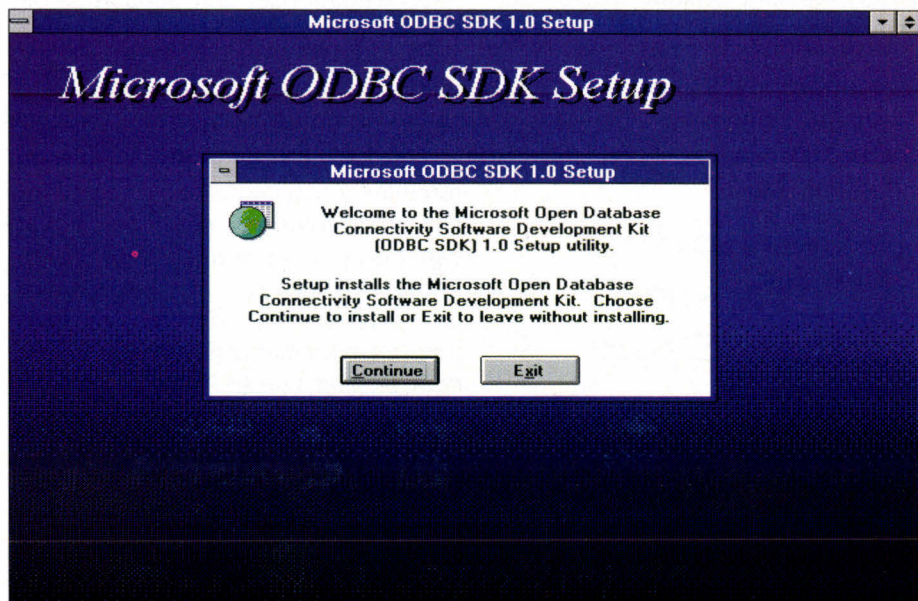 Microsoft ODBC SDK 1.0 Setup
Microsoft ODBC SDK Setup
Microsoft ODBC SDK 1.0 Setup
Welcome to the Microsoft Open Database
Connectivity Software Development Kit
(ODBC SDK) 1.0 Setup utility.
Setup installs the Microsoft Open Database
Connectivity Software Development Kit. Choose
Continue to install or Exit to leave without installing.
Continue
Exit